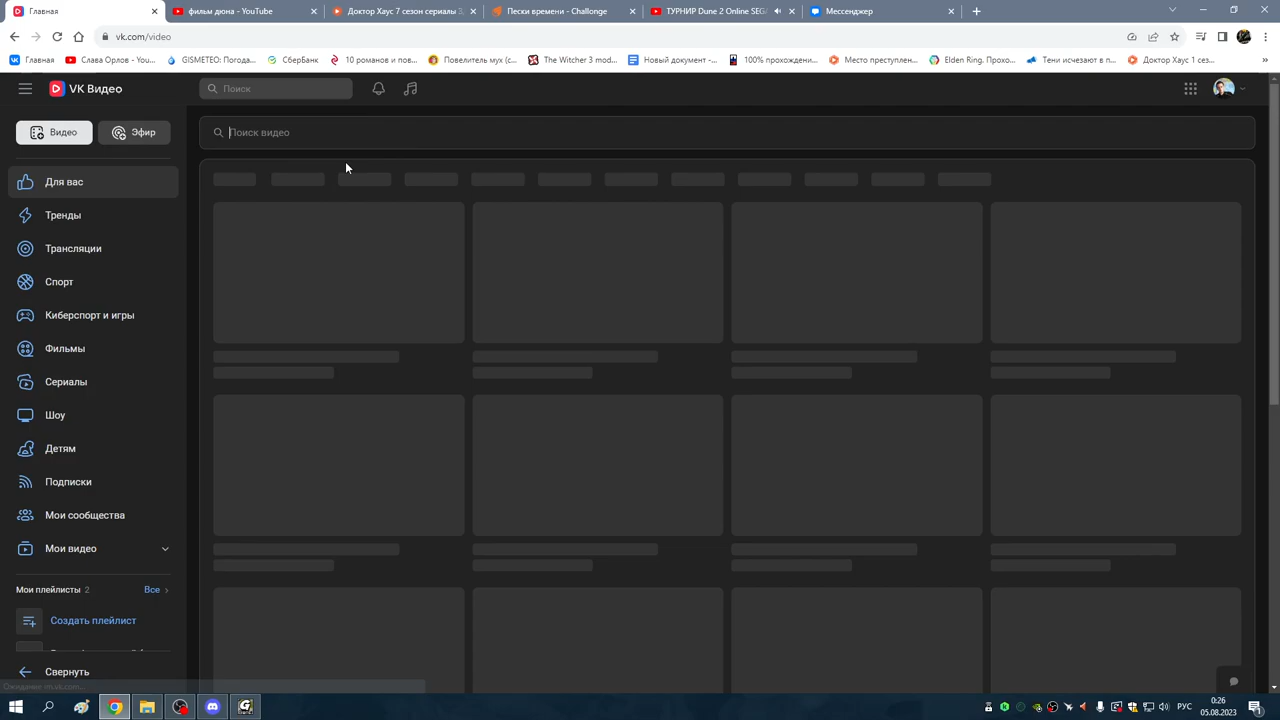 Главная
фильм дюна - YouTube
Доктор Хаус 7 сезон сериалы 3.
Пески времени - Challonge
ТУРНИР Dune 2 Online SEGA
Мессенджер
vk.com/video
Главная
Слава Орлов - You...
GISMETEO: Погода...
СберБанк
10 романов и пов...
Повелитель мух (с...
The Witcher 3 mod...
Новый документ -...
100% прохождени...
Место преступлен...
Elden Ring. Прохо...
Тени исчезают в п...
Доктор Хаус 1 сез...
VK Видео
Поиск
Видео
Эфир
Поиск видео
Для вас
Тренды
Трансляции
Спорт
Киберспорт и игры
Фильмы
Сериалы
Шоу
Детям
Подписки
Мои сообщества
Мои видео
Мои плейлисты 2
Все
Создать плейлист
Свернуть
Ожидание m.vk.com...
РУС
0:26
05.08.2023